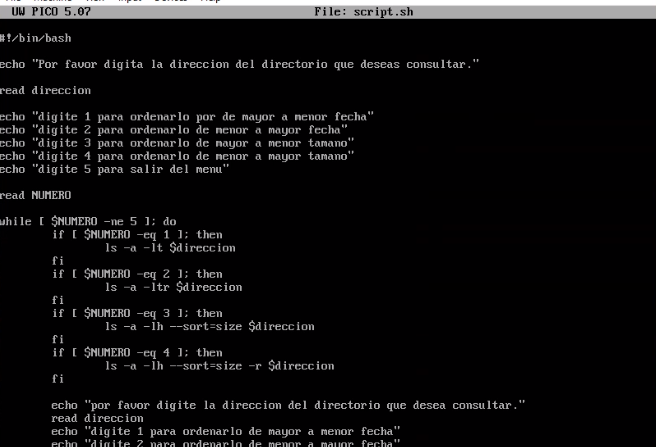 UW PICO 5.07 File: script.sh
#!/bin/bash
echo "Por favor digita la direccion del directorio que deseas consultar."
read direccion
echo "digite 1 para ordenarlo por de mayor a menor fecha"
echo "digite 2 para ordenarlo de menor a mayor fecha"
echo "digite 3 para ordenarlo de mayor a menor tamano"
echo "digite 4 para ordenarlo de menor a mayor tamano"
echo "digite 5 para salir del menu"
read NUMERO
while [ $NUMERO -ne 5 ]; do
if [ $NUMERO -eq 1 ]; then
ls -a -lt $direccion
fi
if [ $NUMERO -eq 2 ]; then
ls -a -ltr $direccion
fi
if [ $NUMERO -eq 3 ]; then
ls -a -lh --sort=size $direccion
fi
if [ $NUMERO -eq 4 ]; then
ls -a -lh --sort=size -r $direccion
fi
echo "por favor digite la direccion del directorio que desea consultar."
read direccion
echo "digite 1 para ordenarlo de mayor a menor fecha"
echo "digite 2 para ordenarlo de menor a mayor fecha"